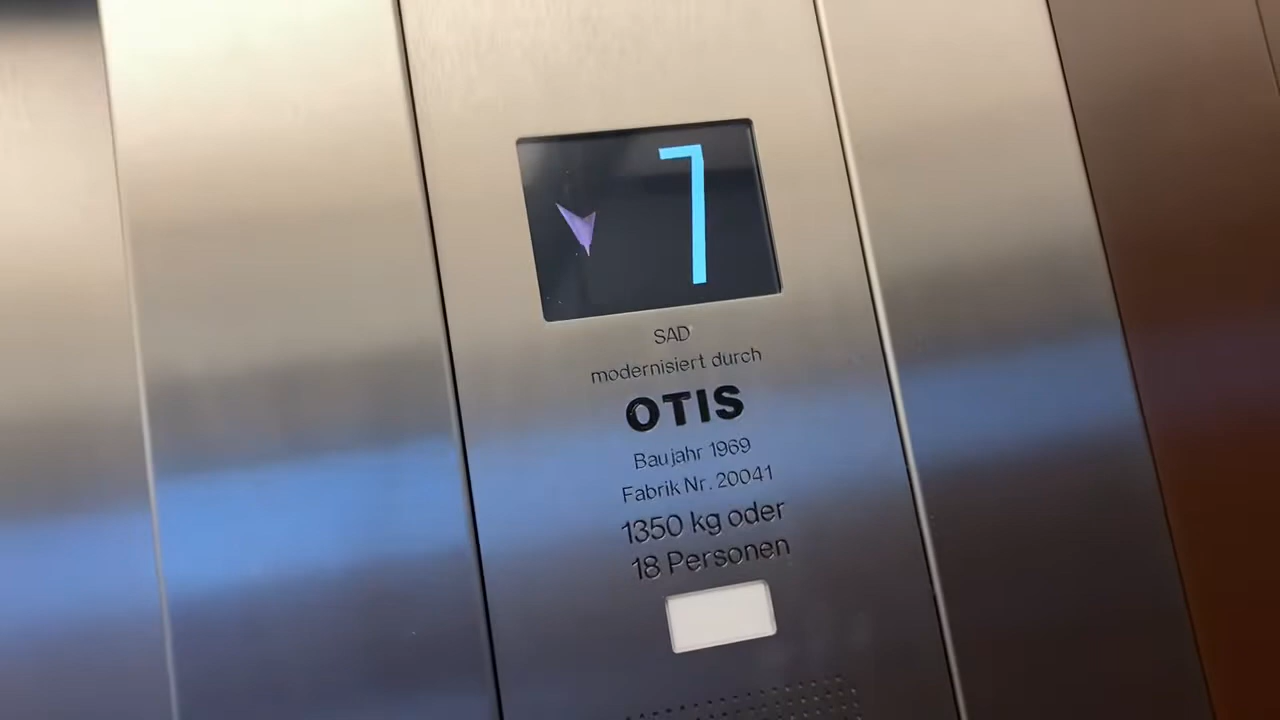 7
SAD
modernisiert durch
OTIS
Baujahr 1969
Fabrik Nr. 20041
1350 kg oder
18 Personen